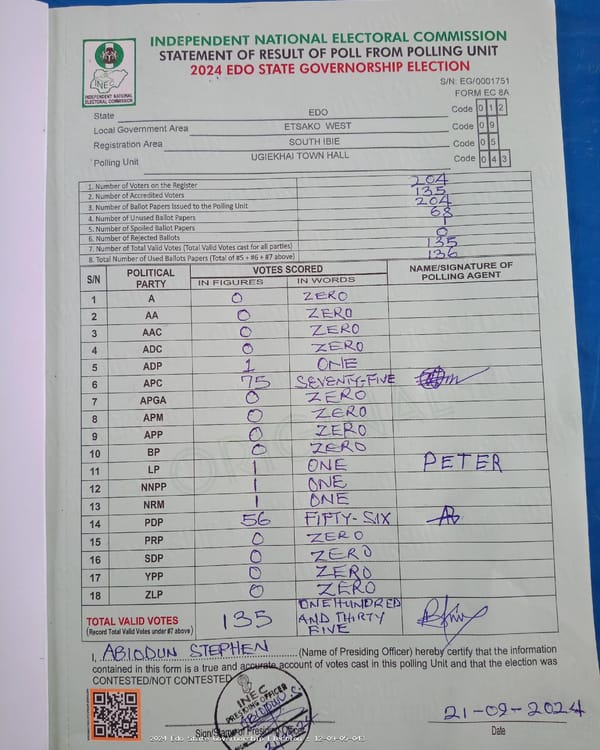 INDEPENDENT NATIONAL ELECTORAL COMMISSION
STATEMENT OF RESULT OF POLL FROM POLLING UNIT
2024 EDO STATE GOVERNORSHIP ELECTION
INEC
INDEPENDENT NATIONAL
ELECTORAL COMMISSION
S/N: EG/0001751
FORM EC 8A
State EDO Code 0 1 2
Local Government Area ETSAKO WEST Code 0 9
Registration Area SOUTH IBIE Code 0 5
Polling Unit UGIEKHAI TOWN HALL Code 0 4 3
1. Number of Voters on the Register 204
2. Number of Accredited Voters 135
3. Number of Ballot Papers Issued to the Polling Unit 204
4. Number of Unused Ballot Papers 68
5. Number of Spoiled Ballot Papers 1
6. Number of Rejected Ballots 0
7. Number of Total Valid Votes (Total Valid Votes cast for all parties) 135
8. Total Number of Used Ballots Papers (Total of #5 + #6 + #7 above) 136
S/N POLITICAL PARTY VOTES SCORED NAME/SIGNATURE OF POLLING AGENT
IN FIGURES IN WORDS
1 A 0 ZERO
2 AA 0 ZERO
3 AAC 0 ZERO
4 ADC 0 ZERO
5 ADP 1 ONE
6 APC 75 SEVENTY-FIVE
7 APGA 0 ZERO
8 APM 0 ZERO
9 APP 0 ZERO
10 BP 0 ZERO
11 LP 1 ONE PETER
12 NNPP 1 ONE
13 NRM 1 ONE
14 PDP 56 FIFTY-SIX
15 PRP 0 ZERO
16 SDP 0 ZERO
17 YPP 0 ZERO
18 ZLP 0 ZERO
TOTAL VALID VOTES 135 ONE HUNDRED AND THIRTY FIVE
(Record Total Valid Votes under #7 above)
I, ABIODUN STEPHEN (Name of Presiding Officer) hereby certify that the information
contained in this form is a true and accurate account of votes cast in this polling Unit and that the election was
CONTESTED/NOT CONTESTED
INEC
PRESIDING OFFICER
ABIODUN S.
Sign/Stamp of Presiding Officer
21-09-2024
Date
2024 Edo State Governorship Election - 12-09-05-043